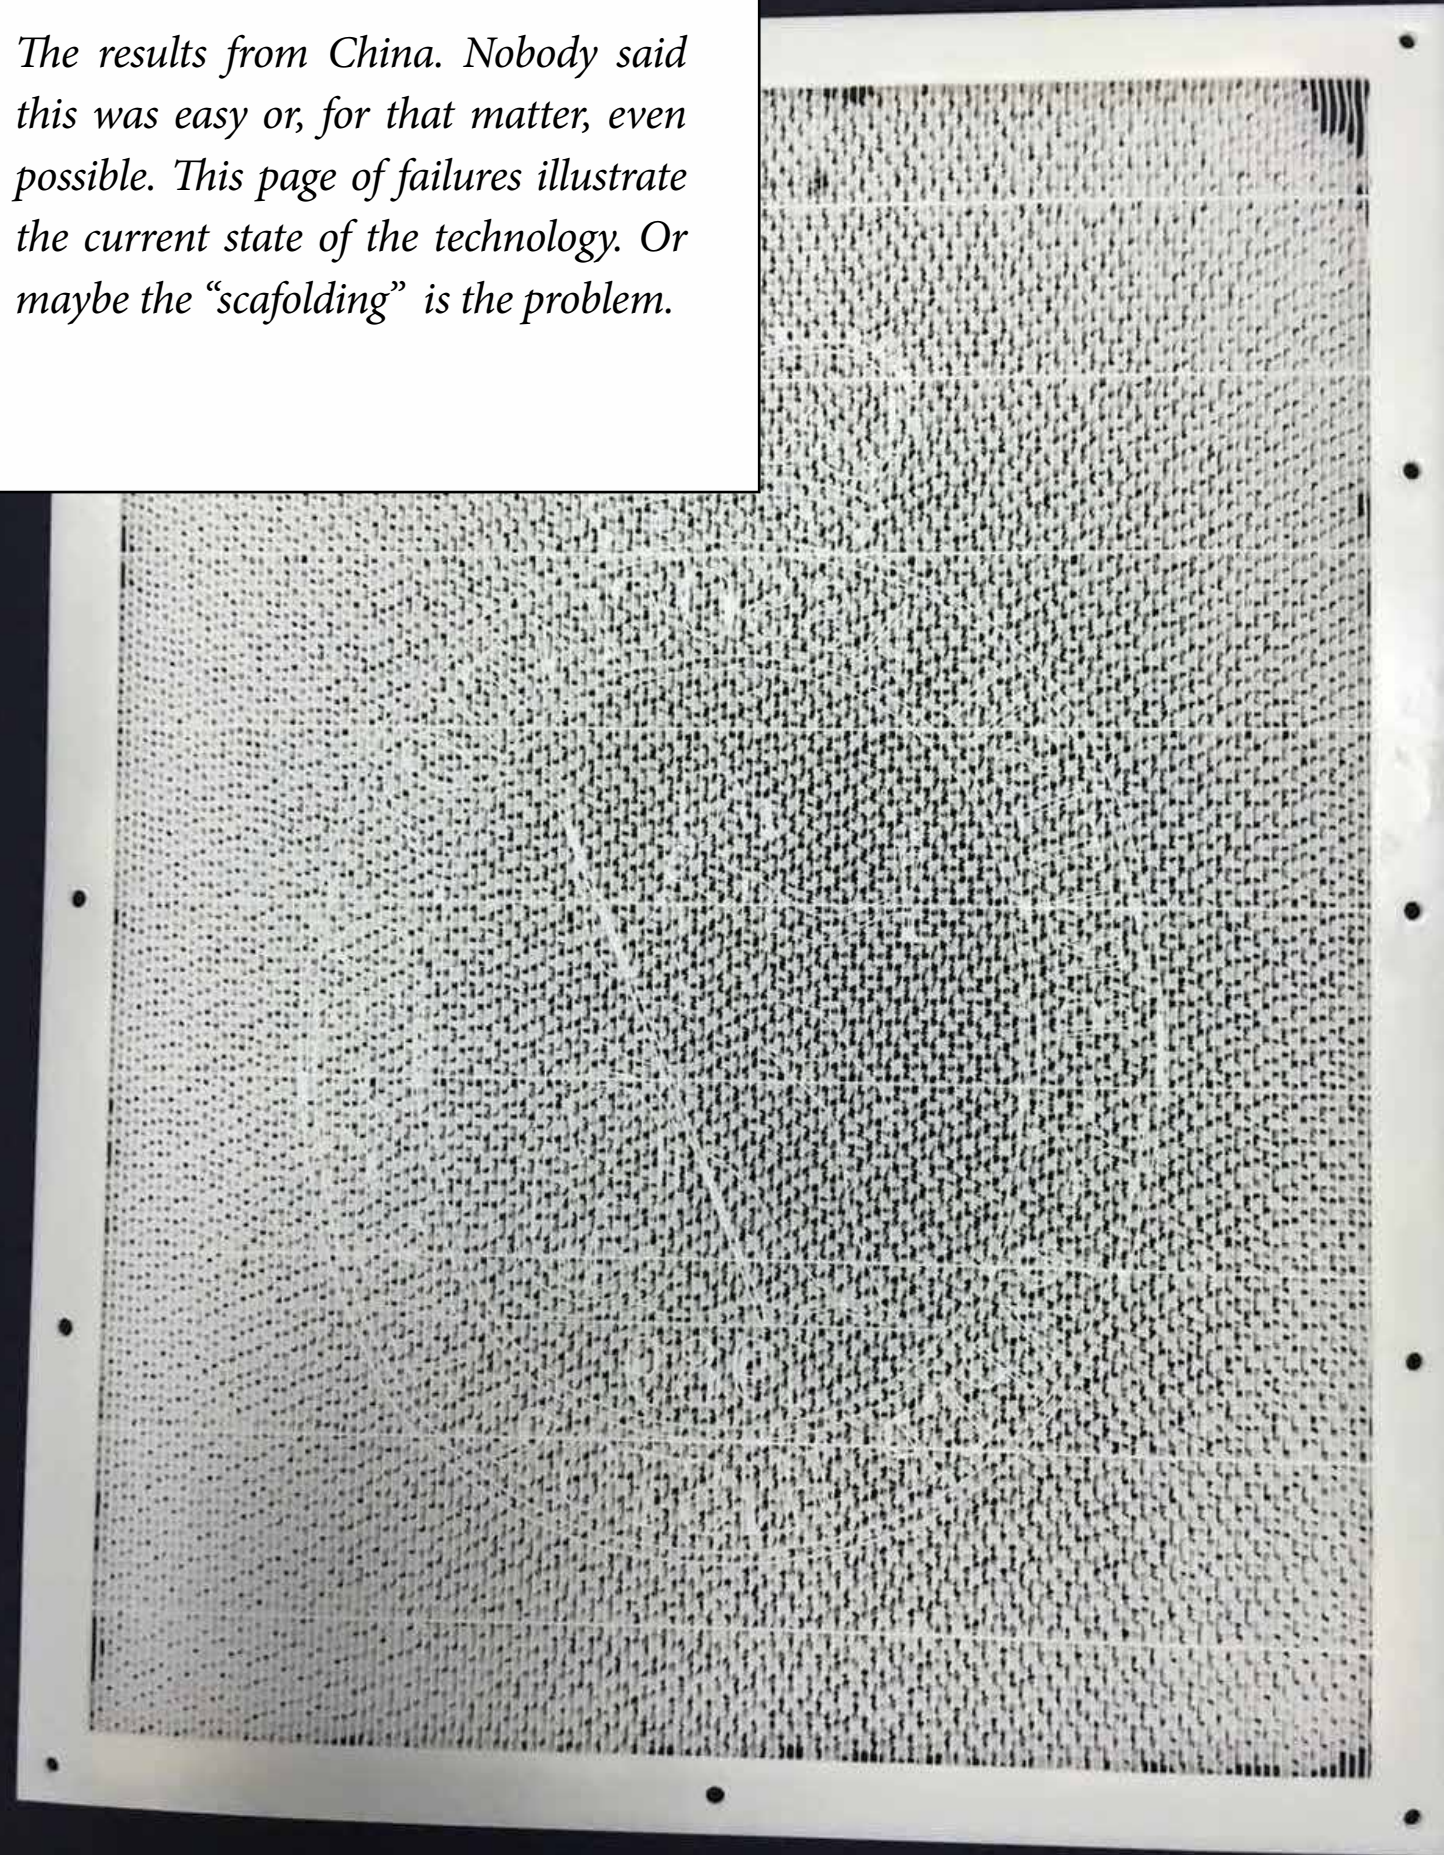 The results from China. Nobody said
this was easy or, for that matter, even
possible. This page of failures illustrate
the current state of the technology. Or
maybe the “scafolding” is the problem.